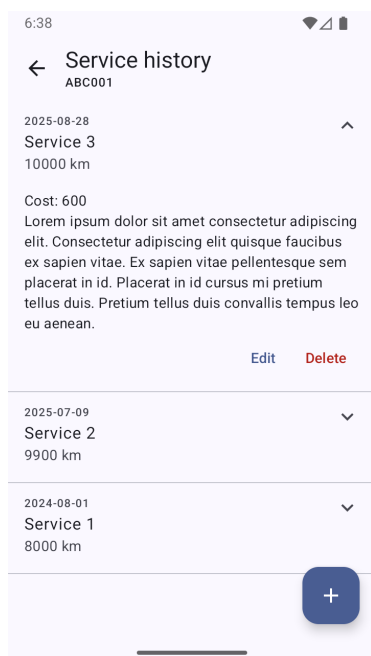 6:38
Service history
ABC001
2025-08-28
Service 3
10000 km
Cost: 600
Lorem ipsum dolor sit amet consectetur adipiscing
elit. Consectetur adipiscing elit quisque faucibus
ex sapien vitae. Ex sapien vitae pellentesque sem
placerat in id. Placerat in id cursus mi pretium
tellus duis. Pretium tellus duis convallis tempus leo
eu aenean.
Edit Delete
2025-07-09
Service 2
9900 km
2024-08-01
Service 1
8000 km
+